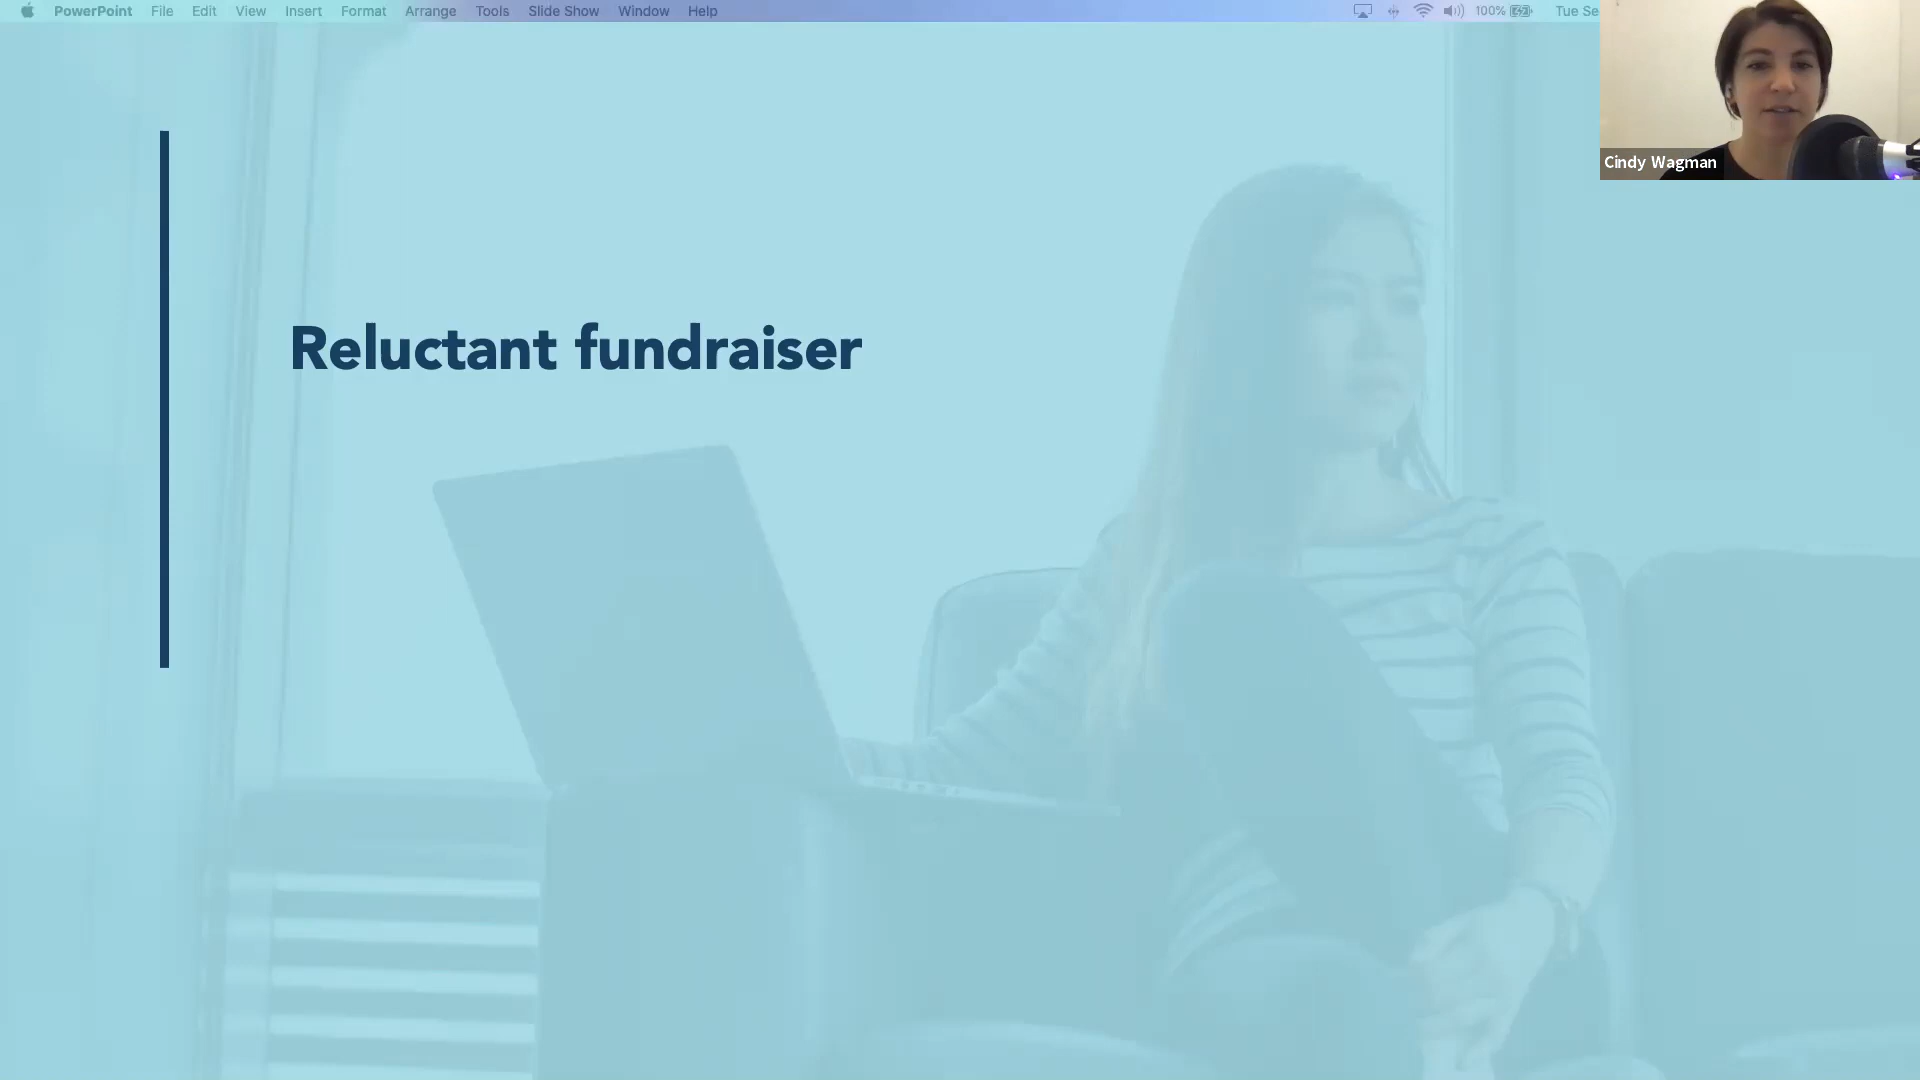 PowerPoint File Edit View Insert Format Arrange Tools Slide Show Window Help 100% Tue Se
Cindy Wagman
Reluctant fundraiser